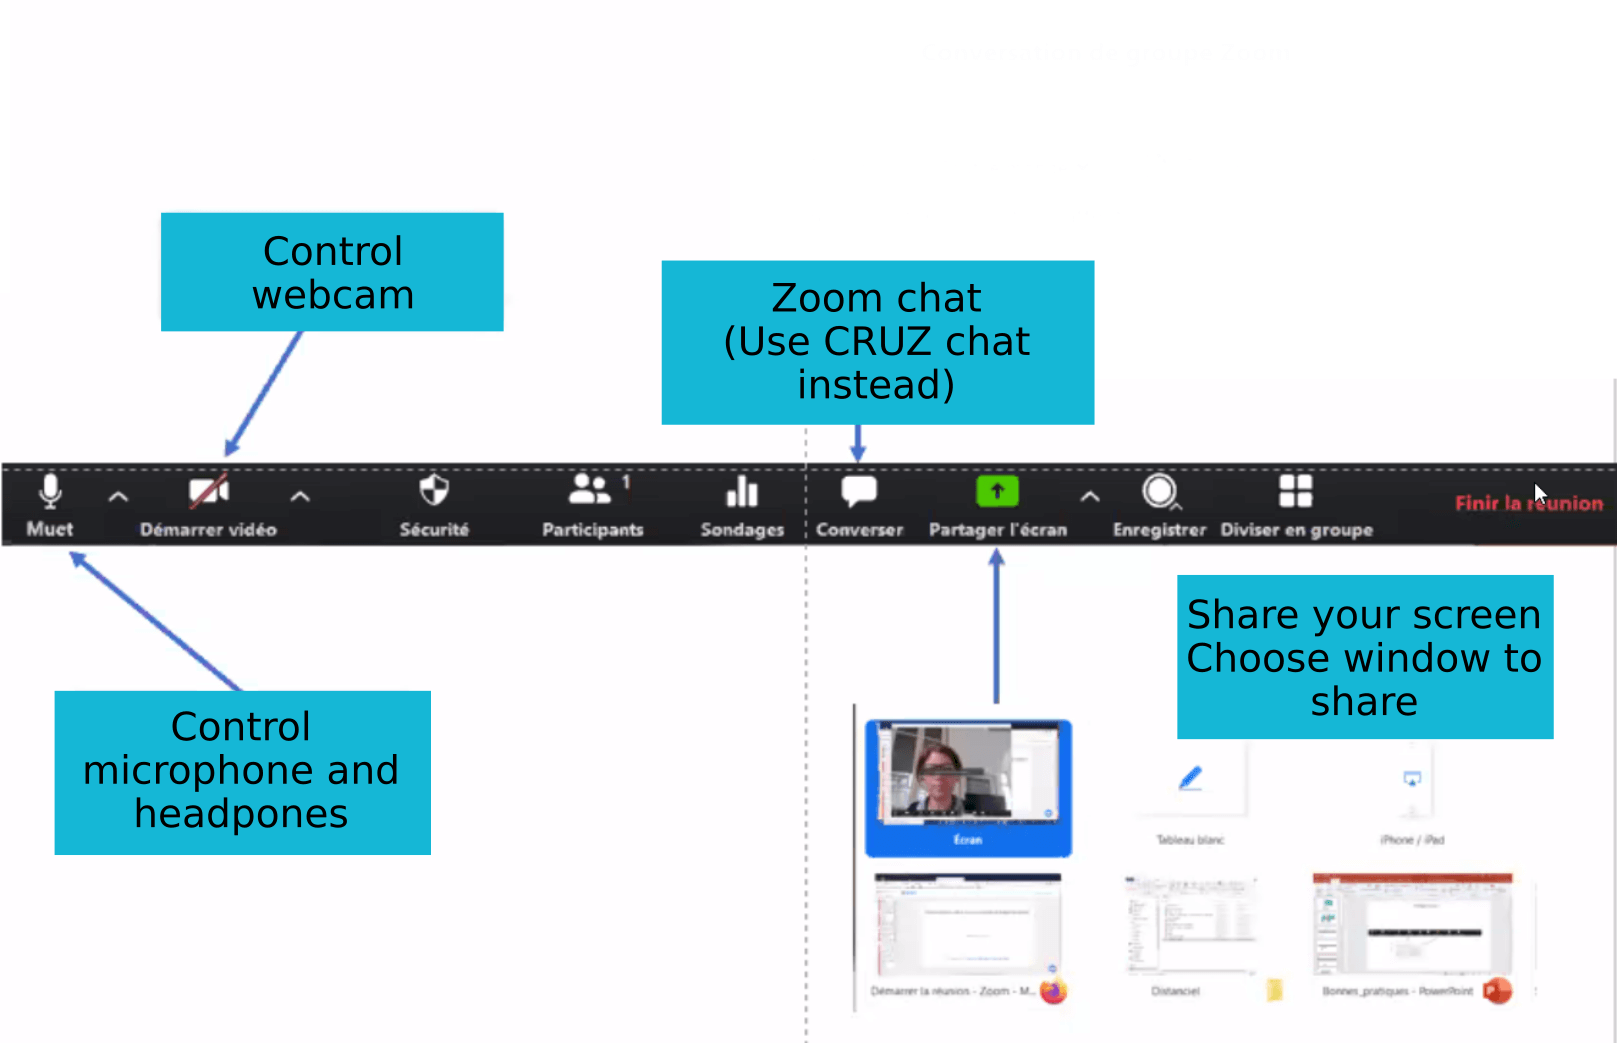 Control
webcam
Zoom chat
(Use CRUZ chat
instead)
1
Muet
Démarrer vidéo
Sécurité
Participants
Sondages
Converser
Partager l'écran
Enregistrer
Diviser en groupe
Finir la réunion
Share your screen
Choose window to
share
Control
microphone and
headpones
Écran
Tableau blanc
iPhone / iPad
Démarrer la réunion - Zoom - M...
Distanciel
Bonnes_pratiques - PowerPoint